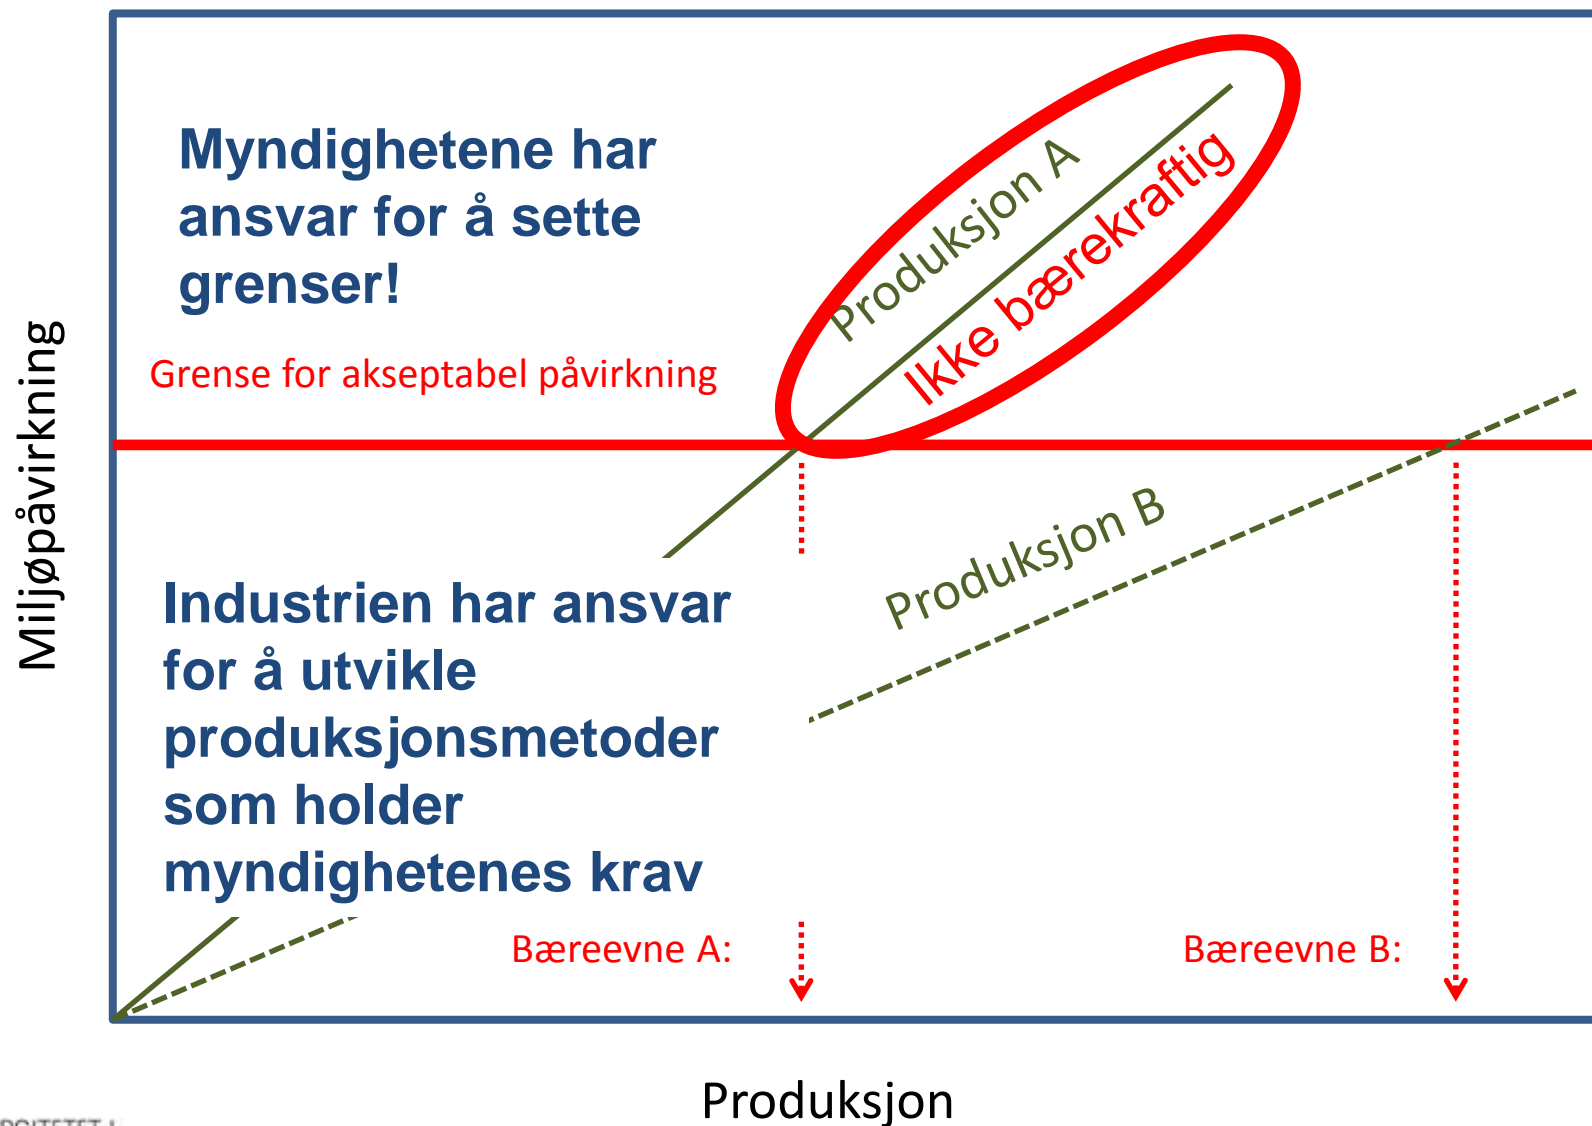 Myndighetene har
ansvar for å sette
grenser!
Grense for akseptabel påvirkning
Produksjon A
Ikke bærekraftig
Miljøpåvirkning
Produksjon B
Industrien har ansvar
for å utvikle
produksjonsmetoder
som holder
myndighetenes krav
Bæreevne A:
Bæreevne B:
Produksjon